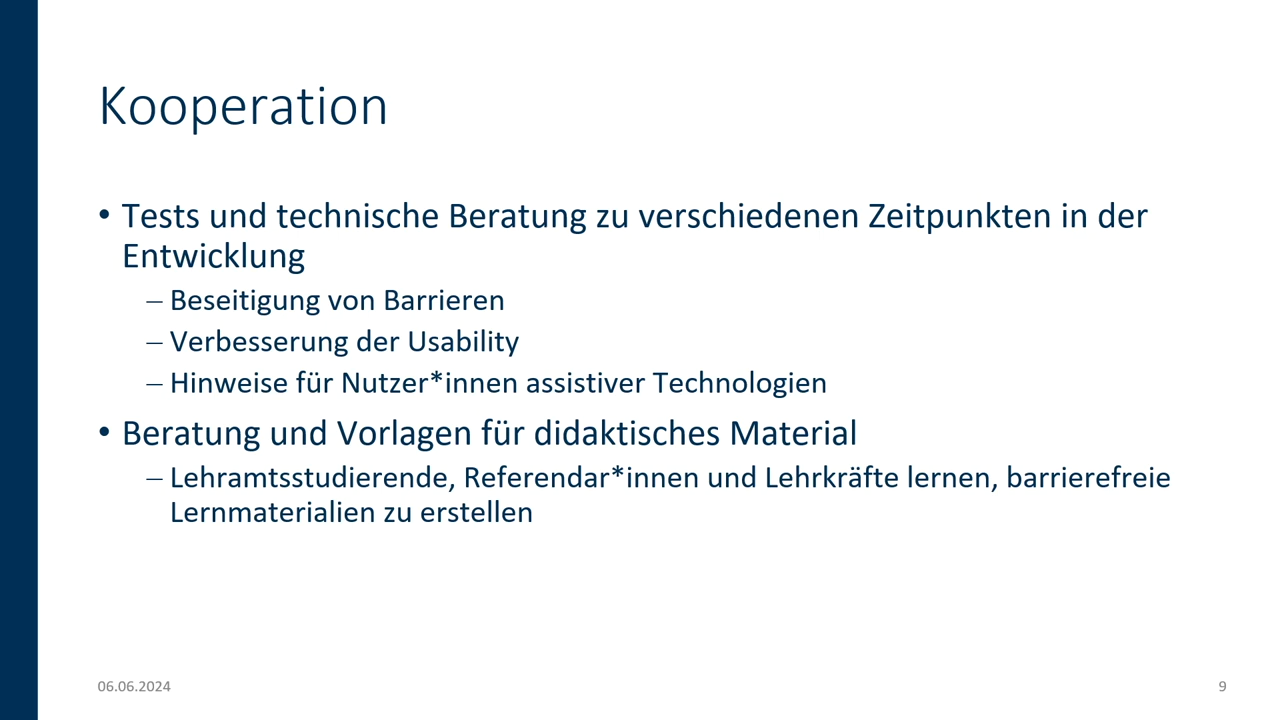 Kooperation
• Tests und technische Beratung zu verschiedenen Zeitpunkten in der
Entwicklung
– Beseitigung von Barrieren
– Verbesserung der Usability
– Hinweise für Nutzer*innen assistiver Technologien
• Beratung und Vorlagen für didaktisches Material
– Lehramtsstudierende, Referendar*innen und Lehrkräfte lernen, barrierefreie
Lernmaterialien zu erstellen
06.06.2024
9